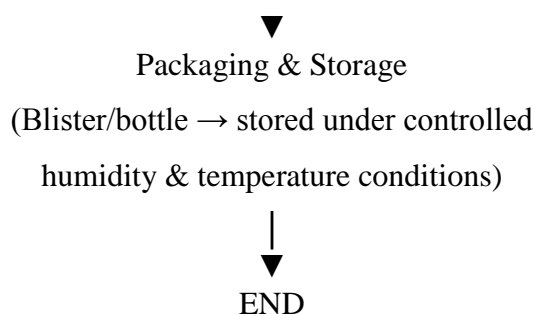 Packaging & Storage
(Blister/bottle → stored under controlled
humidity & temperature conditions)
END